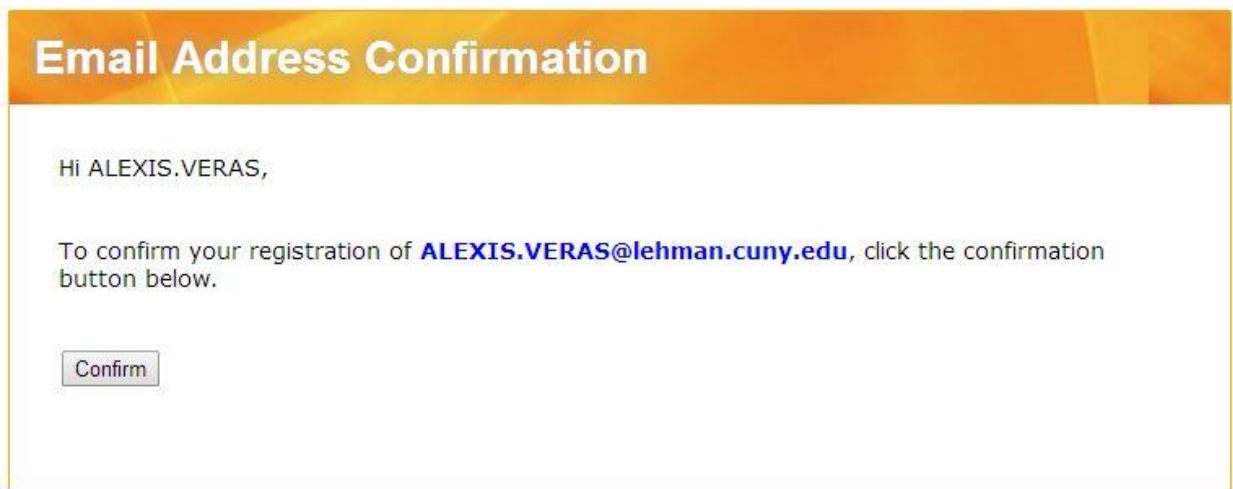 Email Address Confirmation
Hi ALEXIS.VERAS,
To confirm your registration of ALEXIS.VERAS@lehman.cuny.edu, click the confirmation
button below.
Confirm